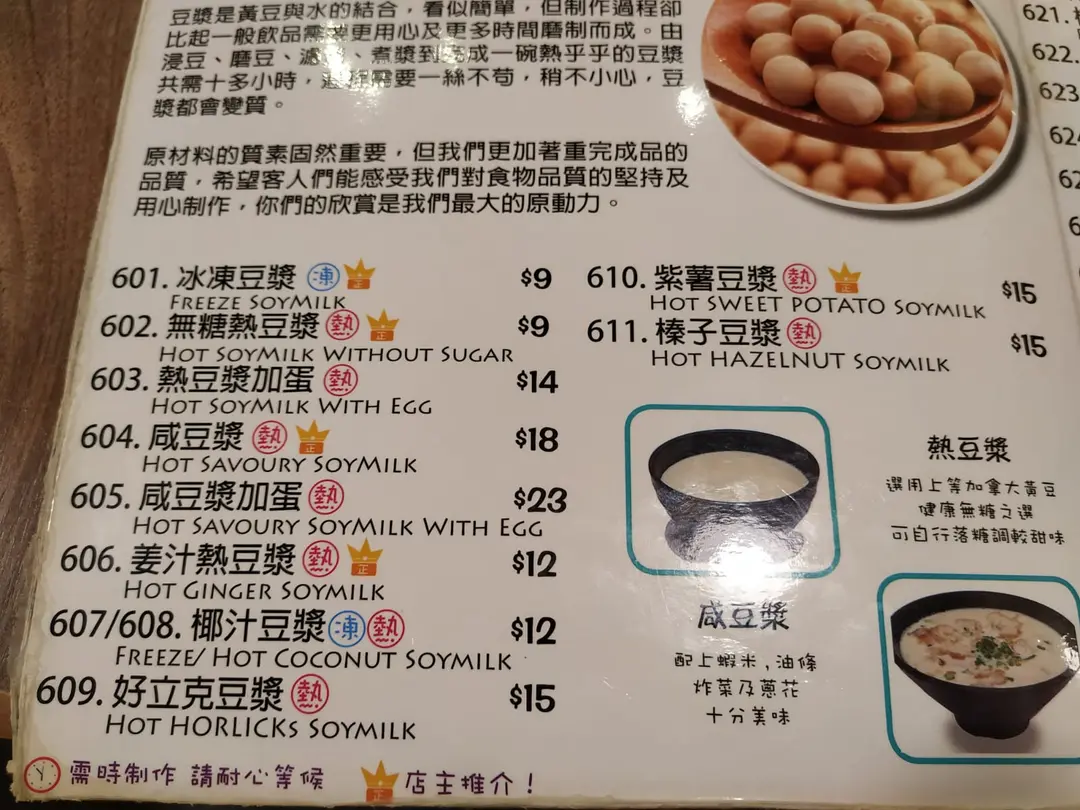 豆漿是黃豆與水的結合，看似簡單，但制作過程卻
比起一般飲品需要更用心及更多時間磨制而成。由
浸豆、磨豆、濾、煮漿到完成一碗熱乎乎的豆漿
共需十多小時，過程需要一絲不苟，稍不小心，豆
漿都會變質。
原材料的質素固然重要，但我們更加著重完成品的
品質，希望客人們能感受我們對食物品質的堅持及
用心制作，你們的欣賞是我們最大的原動力。
601. 冰凍豆漿 凍 正 $9
FREEZE SOYMILK
602. 無糖熱豆漿 熱 正 $9
HOT SOYMILK WITHOUT SUGAR
603. 熱豆漿加蛋 熱 $14
HOT SOYMILK WITH EGG
604. 咸豆漿 熱 正 $18
HOT SAVOURY SOYMILK
605. 咸豆漿加蛋 熱 $23
HOT SAVOURY SOYMILK WITH EGG
606. 姜汁熱豆漿 熱 正 $12
HOT GINGER SOYMILK
607/608. 椰汁豆漿 凍 熱 $12
FREEZE/ HOT COCONUT SOYMILK
609. 好立克豆漿 熱 $15
HOT HORLICKS SOYMILK
610. 紫薯豆漿 熱 正 $15
HOT SWEET POTATO SOYMILK
611. 榛子豆漿 熱 $15
HOT HAZELNUT SOYMILK
熱豆漿
選用上等加拿大黃豆
健康無糖之選
可自行落糖調較甜味
咸豆漿
配上蝦米，油條
炸菜及蔥花
十分美味
需時制作 請耐心等候
正 店主推介！
621.
622.
623